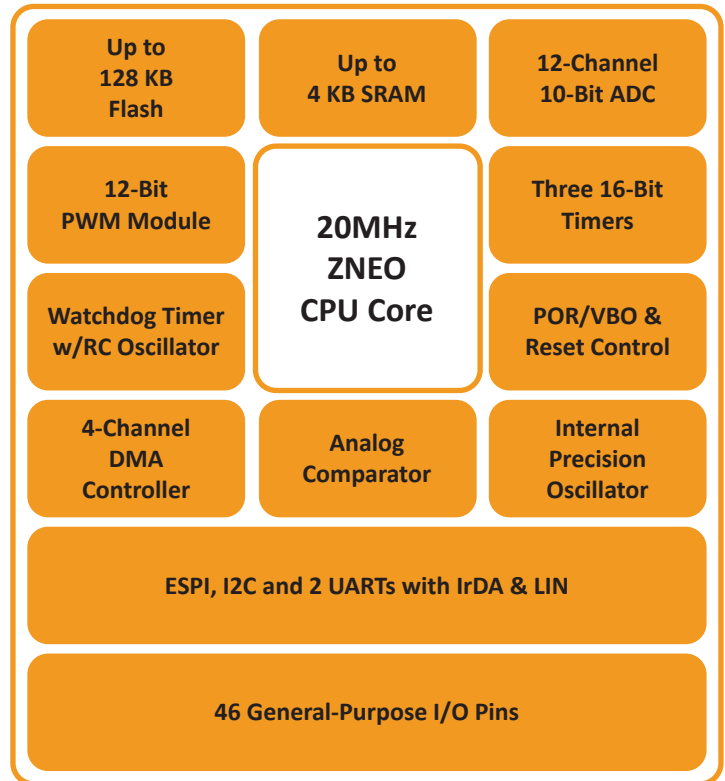 Up to
128 KB
Flash
Up to
4 KB SRAM
12-Channel
10-Bit ADC
12-Bit
PWM Module
20MHz
ZNEO
CPU Core
Three 16-Bit
Timers
Watchdog Timer
w/RC Oscillator
POR/VBO &
Reset Control
4-Channel
DMA
Controller
Analog
Comparator
Internal
Precision
Oscillator
ESPI, I2C and 2 UARTs with IrDA & LIN
46 General-Purpose I/O Pins